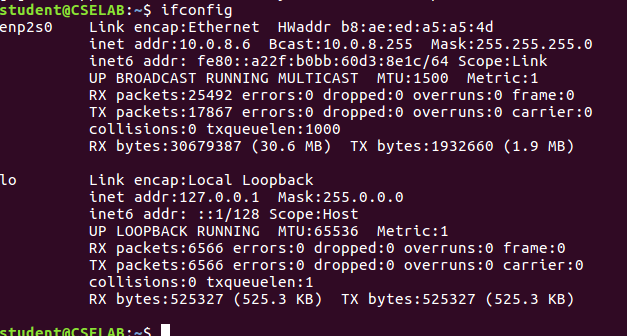 student@CSELAB:~$ ifconfig
enp2s0    Link encap:Ethernet  HWaddr b8:ae:ed:a5:a5:4d
          inet addr:10.0.8.6  Bcast:10.0.8.255  Mask:255.255.255.0
          inet6 addr: fe80::a22f:b0bb:60d3:8e1c/64 Scope:Link
          UP BROADCAST RUNNING MULTICAST  MTU:1500  Metric:1
          RX packets:25492 errors:0 dropped:0 overruns:0 frame:0
          TX packets:17867 errors:0 dropped:0 overruns:0 carrier:0
          collisions:0 txqueuelen:1000
          RX bytes:30679387 (30.6 MB)  TX bytes:1932660 (1.9 MB)
lo        Link encap:Local Loopback
          inet addr:127.0.0.1  Mask:255.0.0.0
          inet6 addr: ::1/128 Scope:Host
          UP LOOPBACK RUNNING  MTU:65536  Metric:1
          RX packets:6566 errors:0 dropped:0 overruns:0 frame:0
          TX packets:6566 errors:0 dropped:0 overruns:0 carrier:0
          collisions:0 txqueuelen:1
          RX bytes:525327 (525.3 KB)  TX bytes:525327 (525.3 KB)
student@CSELAB:~$